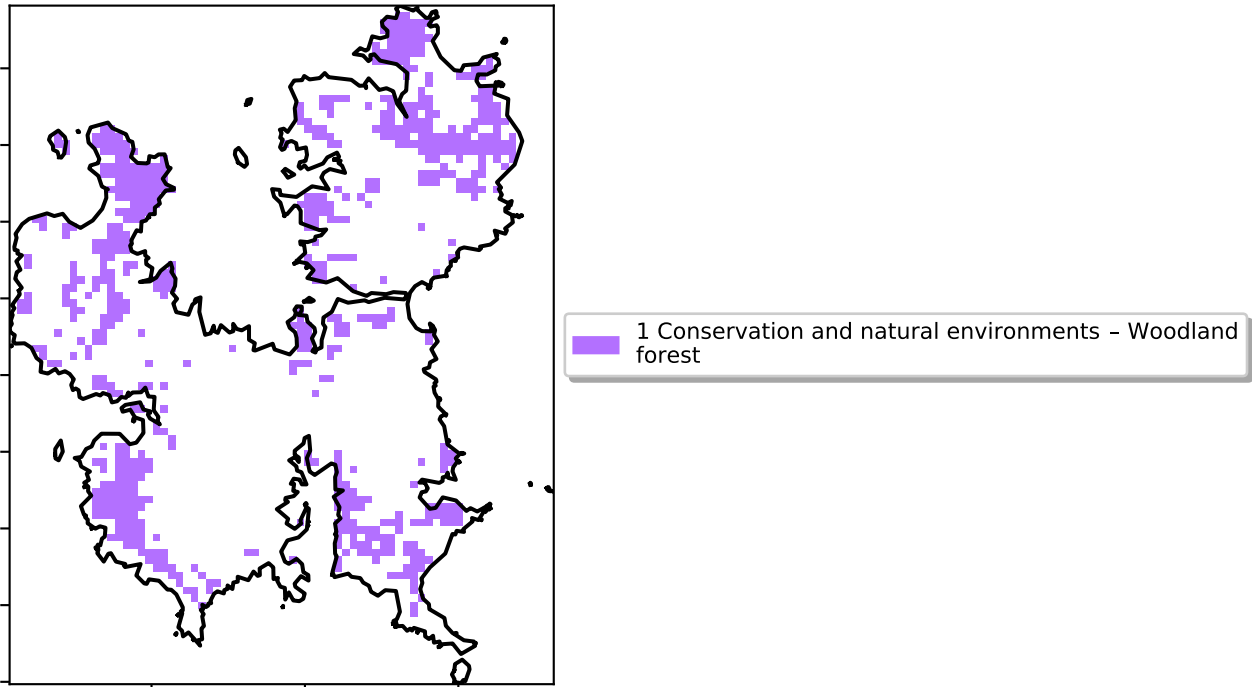 1 Conservation and natural environments – Woodland
forest